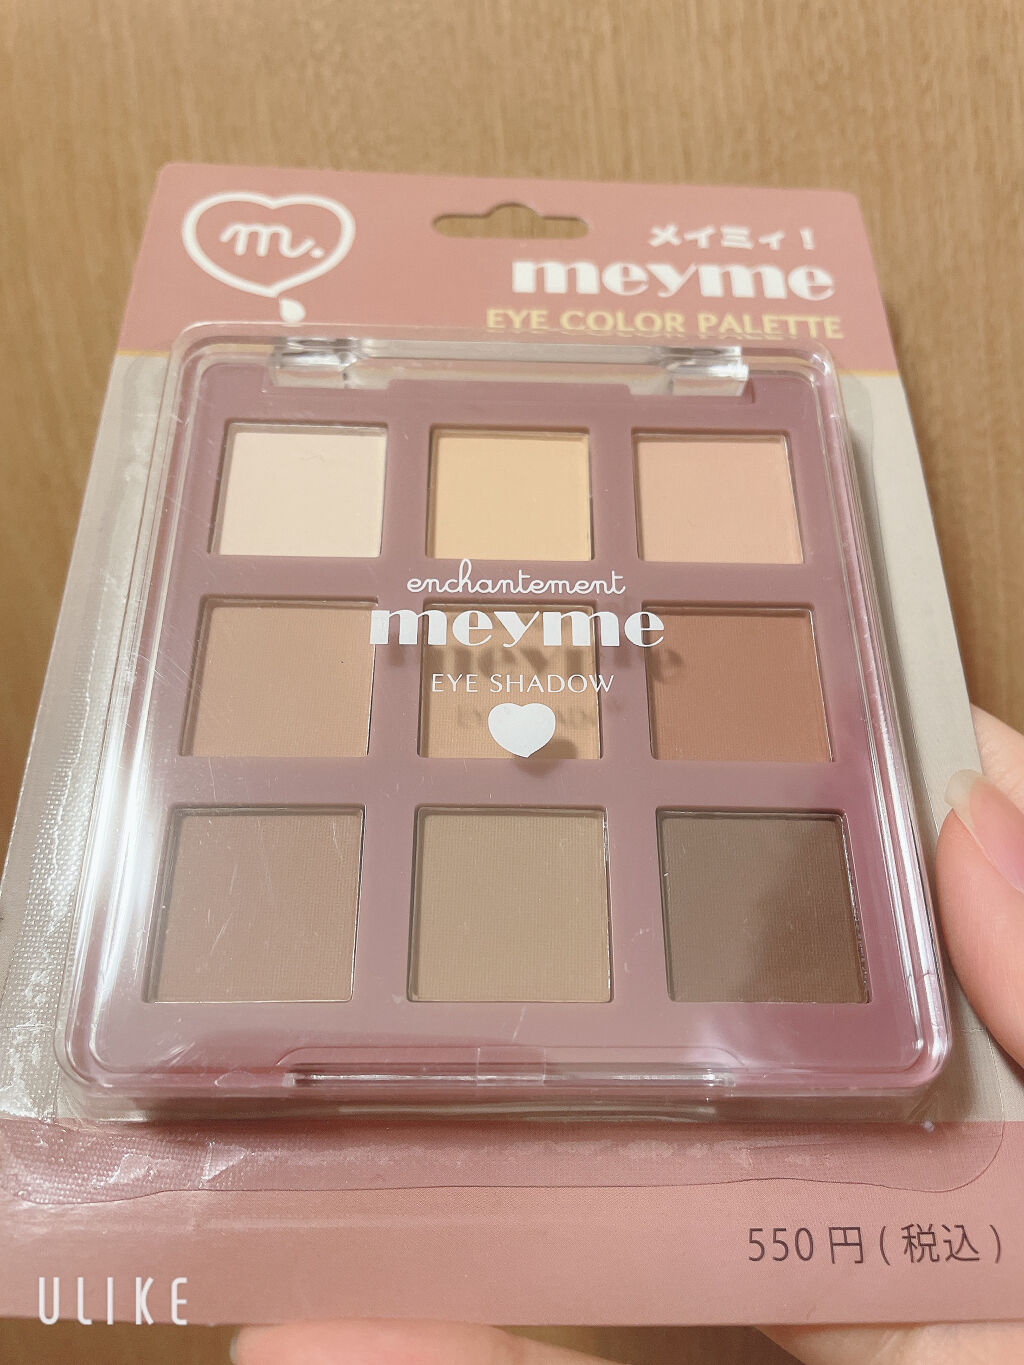 m.
メイミィ!
meyme
EYE COLOR PALETTE
enchantement
meyme
EYE SHADOW
550円(税込)
ULIKE